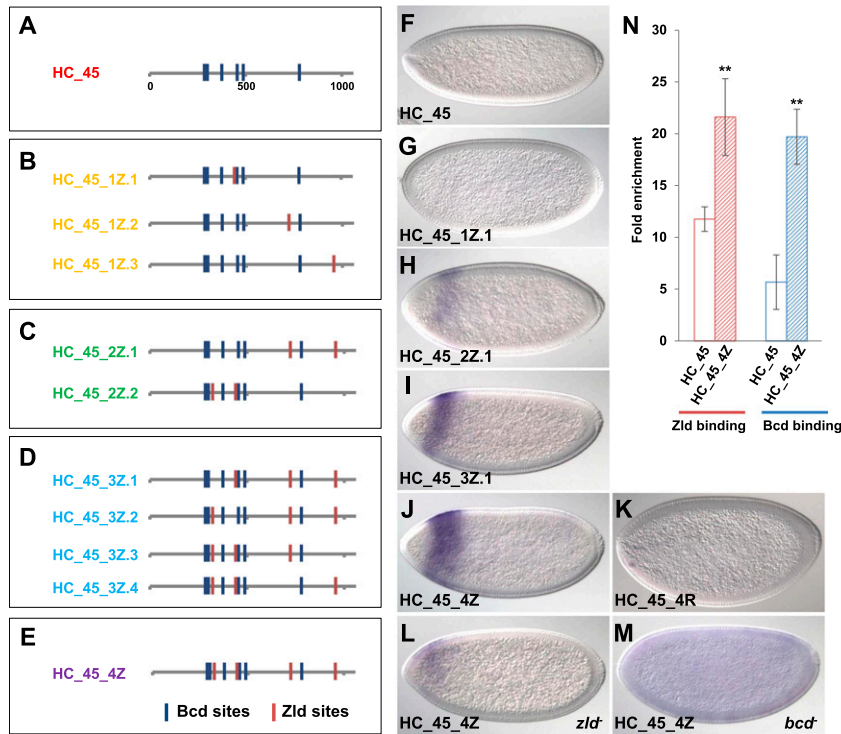 A
HC_45
0 500 1000
B
HC_45_1Z.1
HC_45_1Z.2
HC_45_1Z.3
C
HC_45_2Z.1
HC_45_2Z.2
D
HC_45_3Z.1
HC_45_3Z.2
HC_45_3Z.3
HC_45_3Z.4
E
HC_45_4Z
Bcd sites Zld sites
F
HC_45
G
HC_45_1Z.1
H
HC_45_2Z.1
I
HC_45_3Z.1
J
HC_45_4Z
K
HC_45_4R
L
HC_45_4Z zld-
M
HC_45_4Z bcd-
N
Fold enrichment
30
25
20
15
10
5
0
**
**
HC_45
HC_45_4Z
HC_45
HC_45_4Z
Zld binding
Bcd binding